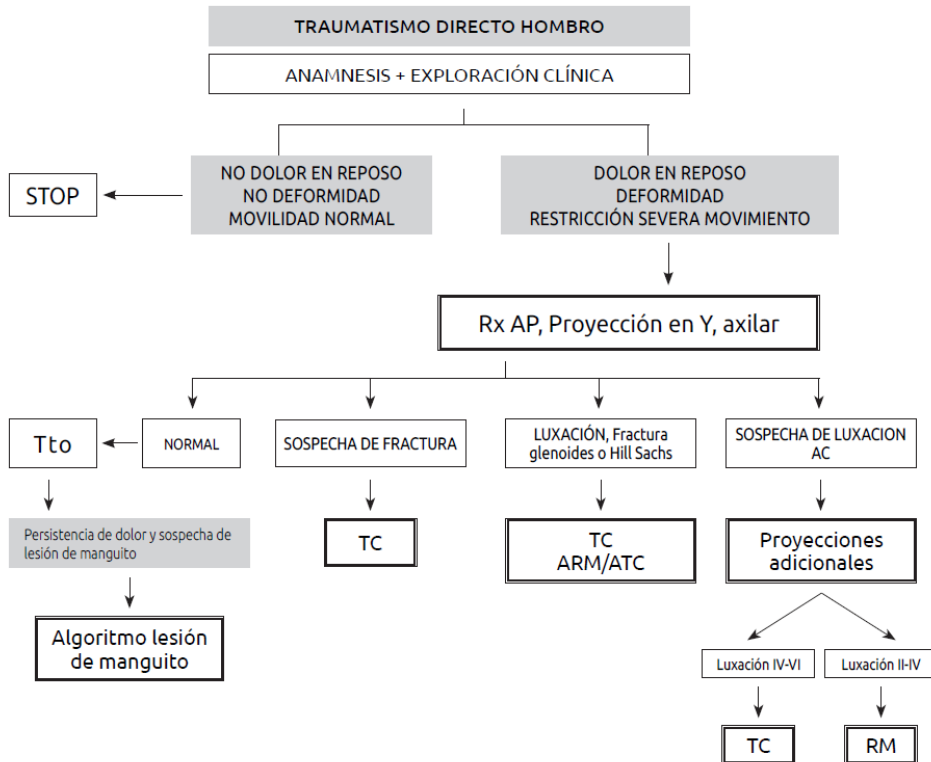 TRAUMATISMO DIRECTO HOMBRO
ANAMNESIS + EXPLORACIÓN CLÍNICA
NO DOLOR EN REPOSO
NO DEFORMIDAD
MOVILIDAD NORMAL
DOLOR EN REPOSO
DEFORMIDAD
RESTRICCIÓN SEVERA MOVIMIENTO
STOP
Rx AP, Proyección en Y, axilar
Tto
NORMAL
SOSPECHA DE FRACTURA
LUXACIÓN, Fractura
glenoides o Hill Sachs
SOSPECHA DE LUXACION
AC
Persistencia de dolor y sospecha de
lesión de manguito
TC
TC
ARM/ATC
Proyecciones
adicionales
Algoritmo lesión
de manguito
Luxación IV-VI
Luxación II-IV
TC
RM